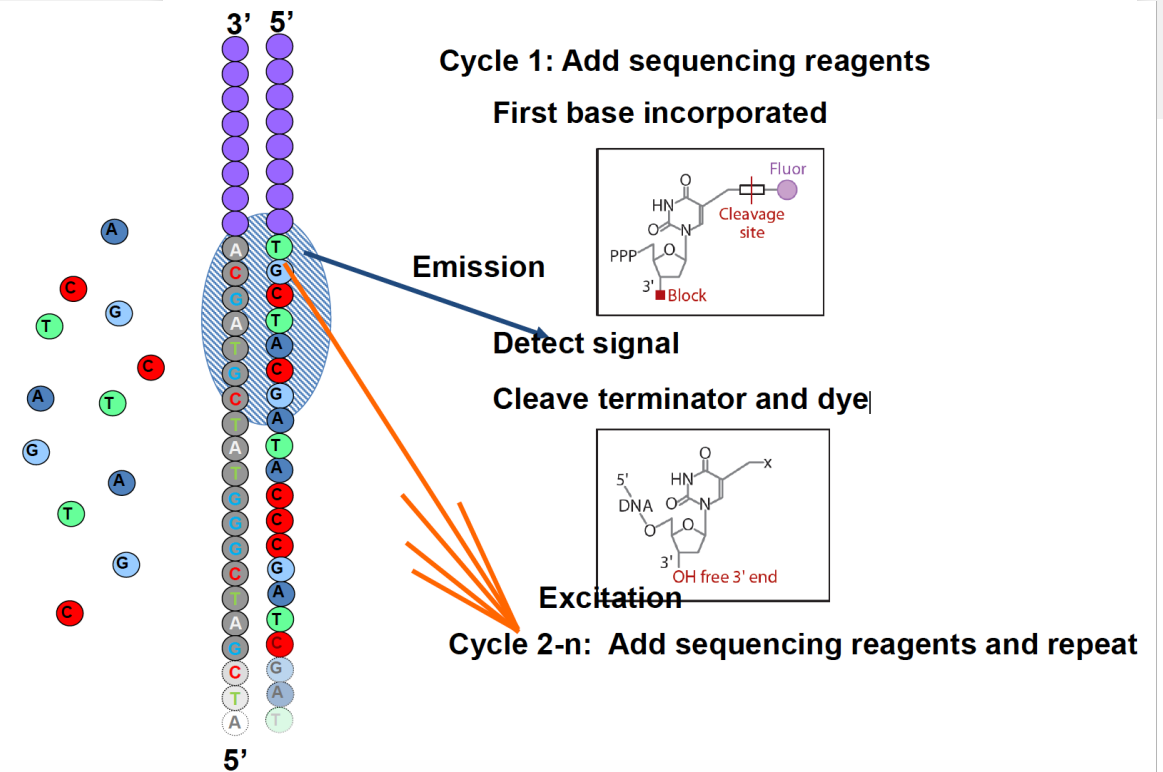 3’ 5’
Cycle 1: Add sequencing reagents
First base incorporated
O
Fluor
HN
O
N
Cleavage
site
PPP
O
3'
Block
Emission
Detect signal
Cleave terminator and dye
O
x
HN
O
N
5'
DNA
O
O
3'
OH free 3' end
Excitation
Cycle 2-n: Add sequencing reagents and repeat
A
C
G
T
C
A
T
G
A
T
G
C
A T
C G
G C
A T
T A
G C
C G
T A
A T
T A
G C
G C
G C
C G
T A
A T
G C
C G
T A
A T
5’